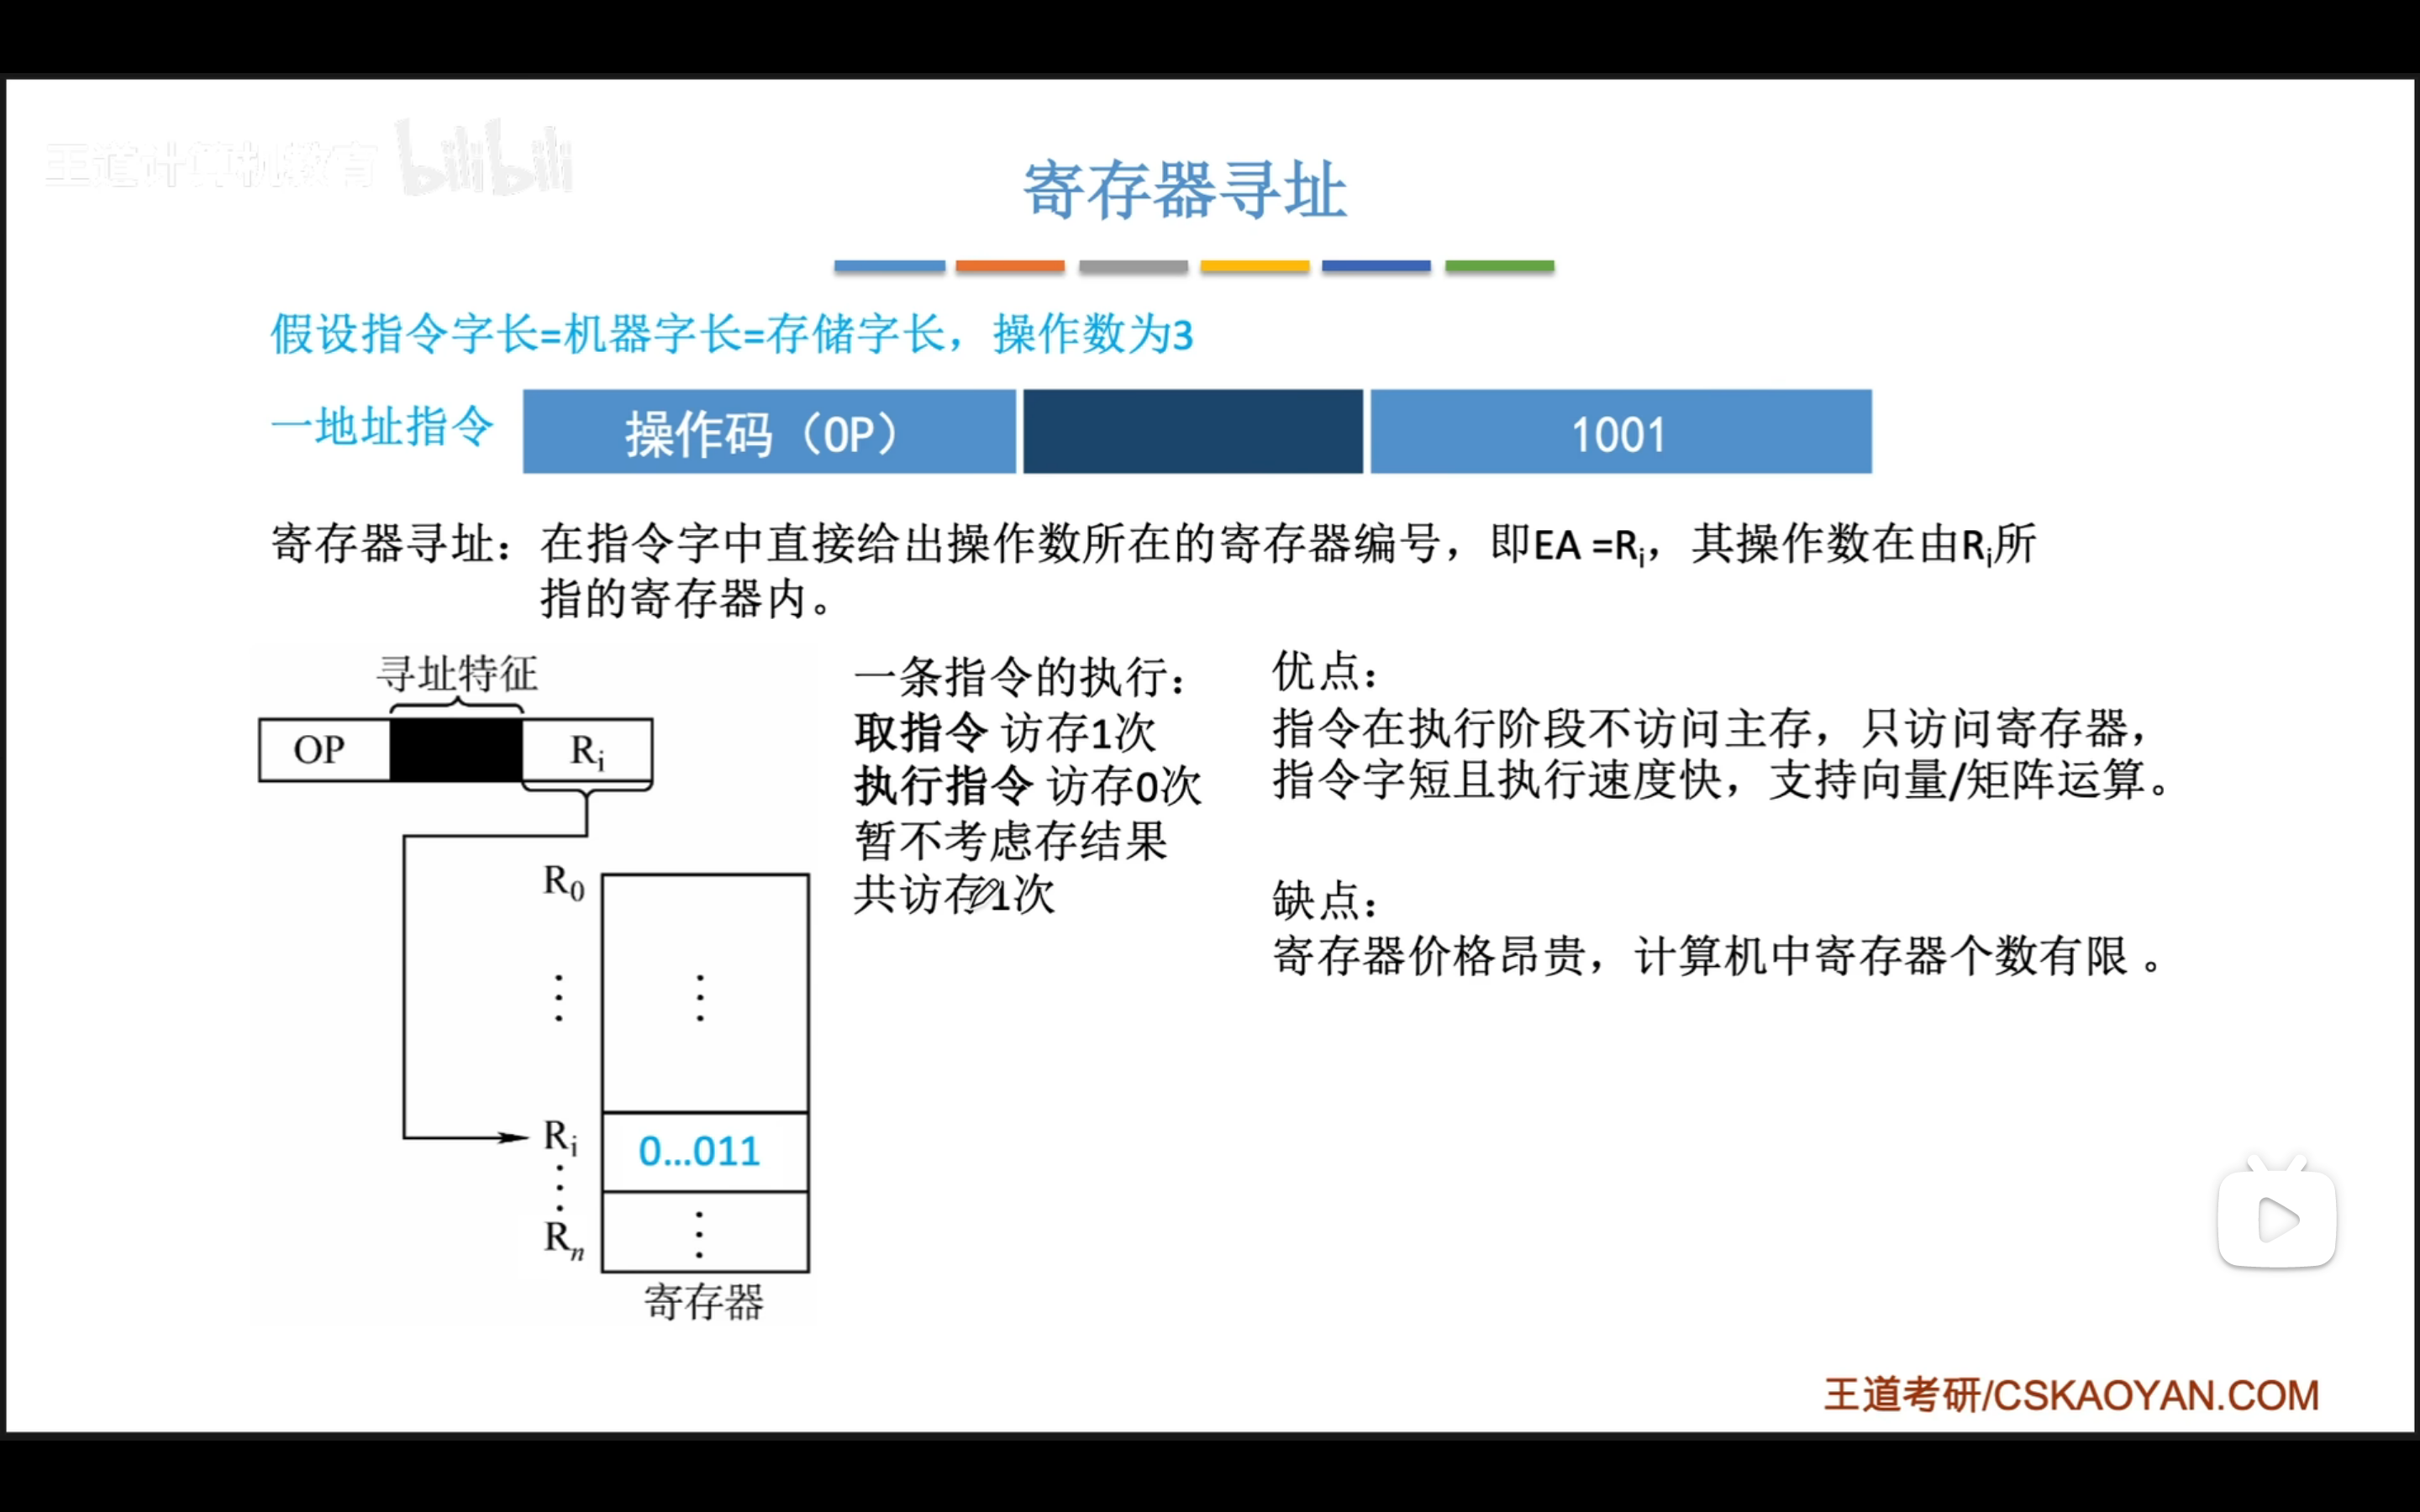 王道计算机教育 bilibili
寄存器寻址
假设指令字长=机器字长=存储字长，操作数为3
一地址指令 操作码（OP） 1001
寄存器寻址：在指令字中直接给出操作数所在的寄存器编号，即EA =Ri，其操作数在由Ri所
指的寄存器内。
寻址特征
OP Ri
R0
⋮ ⋮
Ri 0...011
⋮
Rn ⋮
寄存器
一条指令的执行：
取指令 访存1次
执行指令 访存0次
暂不考虑存结果
共访存1次
优点：
指令在执行阶段不访问主存，只访问寄存器，
指令字短且执行速度快，支持向量/矩阵运算。
缺点：
寄存器价格昂贵，计算机中寄存器个数有限 。
王道考研/CSKAOYAN.COM